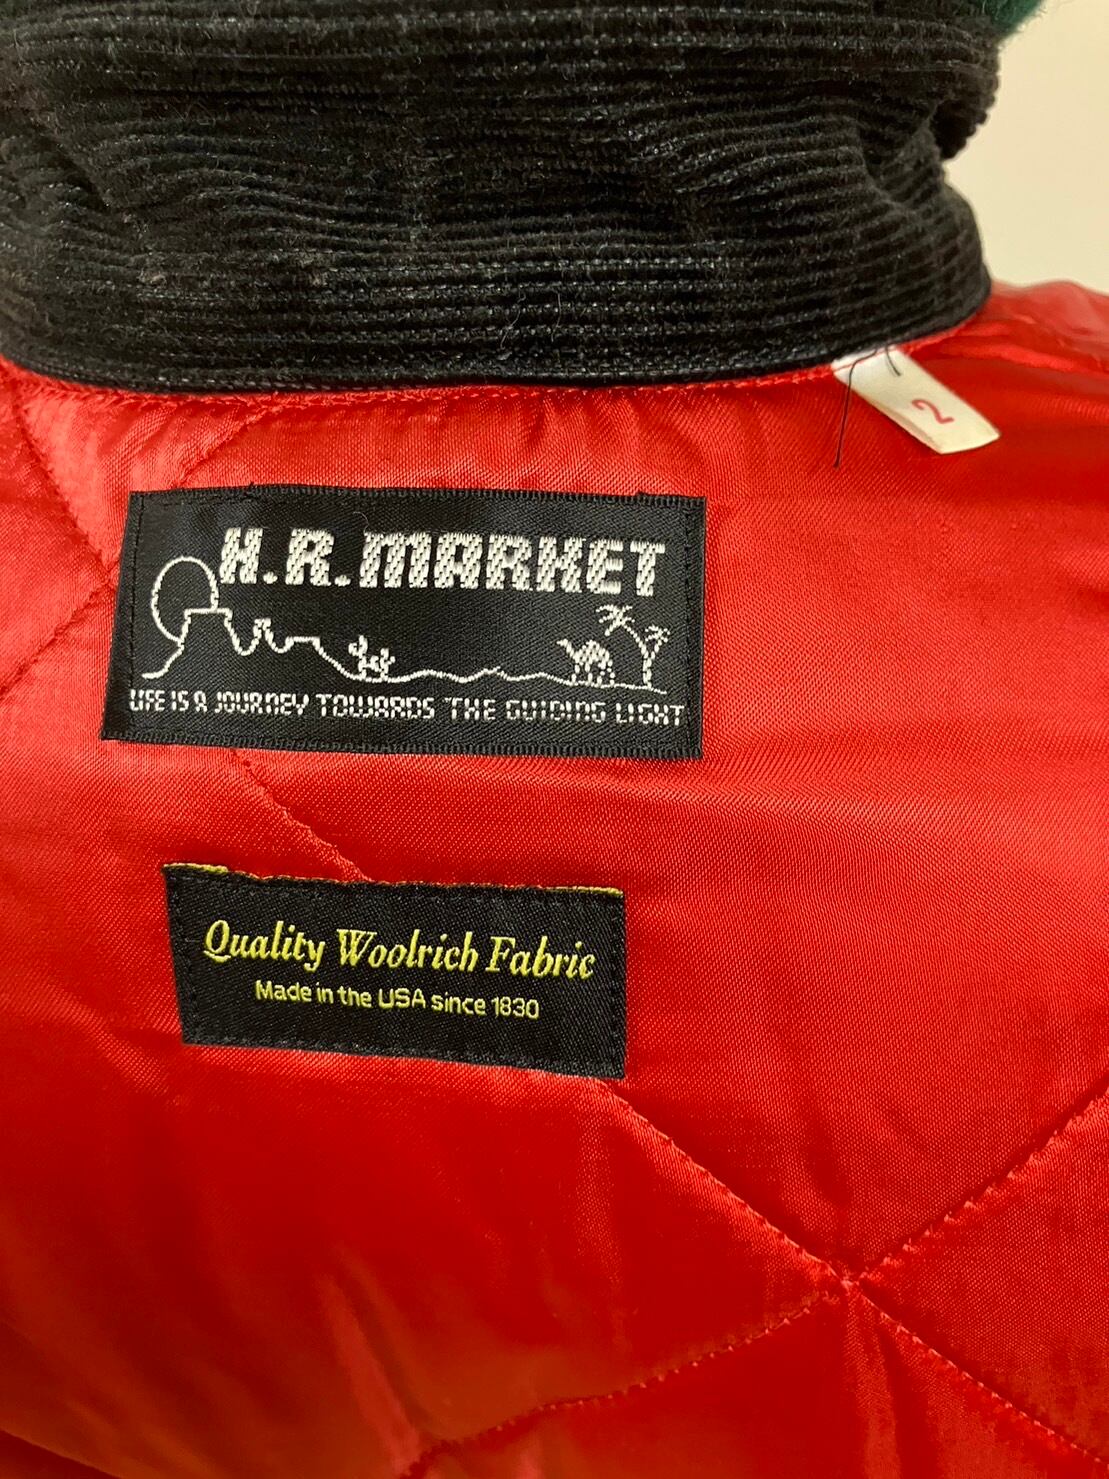 2
H.R.MARKET
LIFE IS A JOURNEY TOWARDS THE GUIDING LIGHT
Quality Woolrich Fabric
Made in the USA since 1830